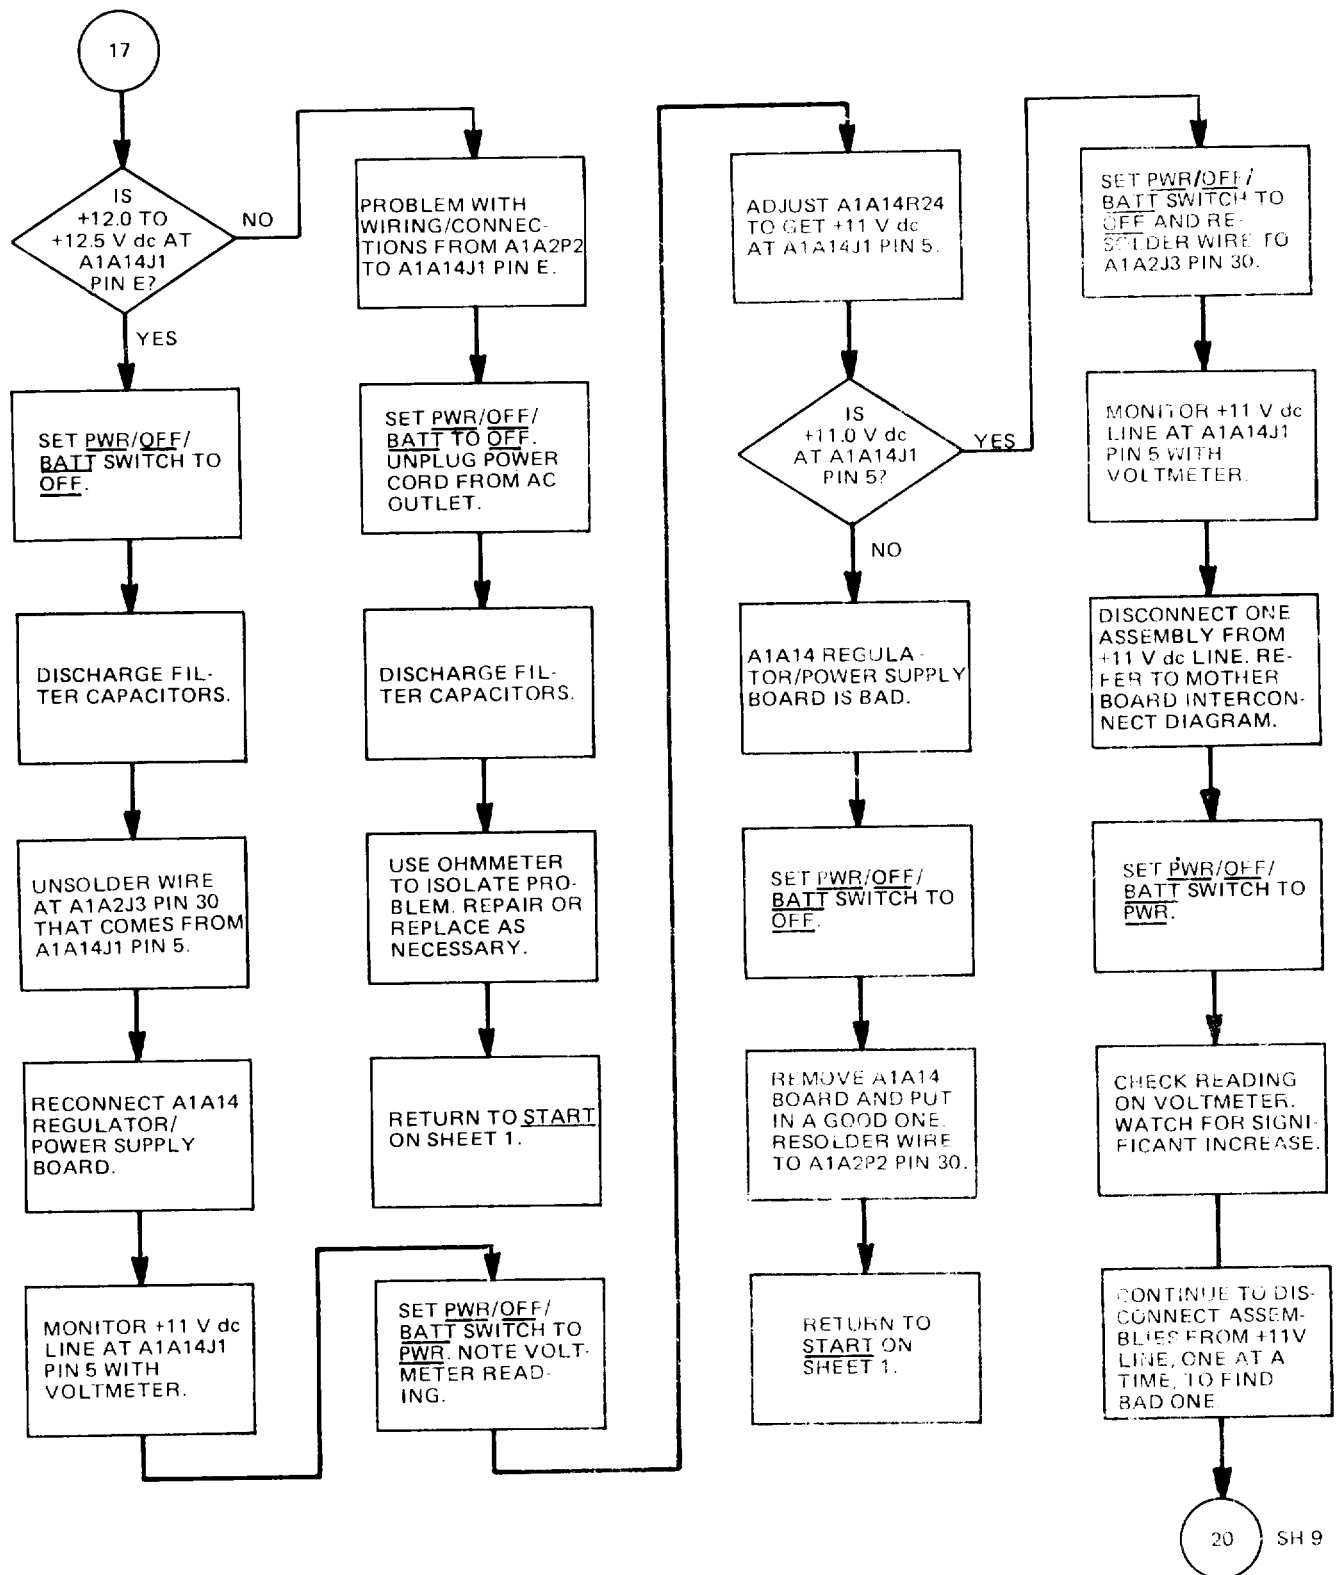 17
IS
+12.0 TO
+12.5 V dc AT
A1A14J1
PIN E?
NO
YES
SET PWR/OFF/
BATT SWITCH TO
OFF.
DISCHARGE FIL-
TER CAPACITORS.
UNSOLDER WIRE
AT A1A2J3 PIN 30
THAT COMES FROM
A1A14J1 PIN 5.
RECONNECT A1A14
REGULATOR/
POWER SUPPLY
BOARD.
MONITOR +11 V dc
LINE AT A1A14J1
PIN 5 WITH
VOLTMETER.
PROBLEM WITH
WIRING/CONNEC-
TIONS FROM A1A2P2
TO A1A14J1 PIN E.
SET PWR/OFF/
BATT TO OFF.
UNPLUG POWER
CORD FROM AC
OUTLET.
DISCHARGE FIL-
TER CAPACITORS.
USE OHMMETER
TO ISOLATE PRO-
BLEM. REPAIR OR
REPLACE AS
NECESSARY.
RETURN TO START
ON SHEET 1.
SET PWR/OFF/
BATT SWITCH TO
PWR. NOTE VOLT-
METER READ-
ING.
ADJUST A1A14R24
TO GET +11 V dc
AT A1A14J1 PIN 5.
IS
+11.0 V dc
AT A1A14J1
PIN 5?
YES
NO
A1A14 REGULA-
TOR/POWER SUPPLY
BOARD IS BAD.
SET PWR/OFF/
BATT SWITCH TO
OFF.
REMOVE A1A14
BOARD AND PUT
IN A GOOD ONE.
RESOLDER WIRE
TO A1A2P2 PIN 30.
RETURN TO
START ON
SHEET 1.
SET PWR/OFF/
BATT SWITCH TO
OFF AND RE-
SOLDER WIRE TO
A1A2J3 PIN 30.
MONITOR +11 V dc
LINE AT A1A14J1
PIN 5 WITH
VOLTMETER.
DISCONNECT ONE
ASSEMBLY FROM
+11 V dc LINE. RE-
FER TO MOTHER
BOARD INTERCON-
NECT DIAGRAM.
SET PWR/OFF/
BATT SWITCH TO
PWR.
CHECK READING
ON VOLTMETER.
WATCH FOR SIGNI-
FICANT INCREASE.
CONTINUE TO DIS-
CONNECT ASSEM-
BLIES FROM +11V
LINE, ONE AT A
TIME, TO FIND
BAD ONE.
20
SH 9